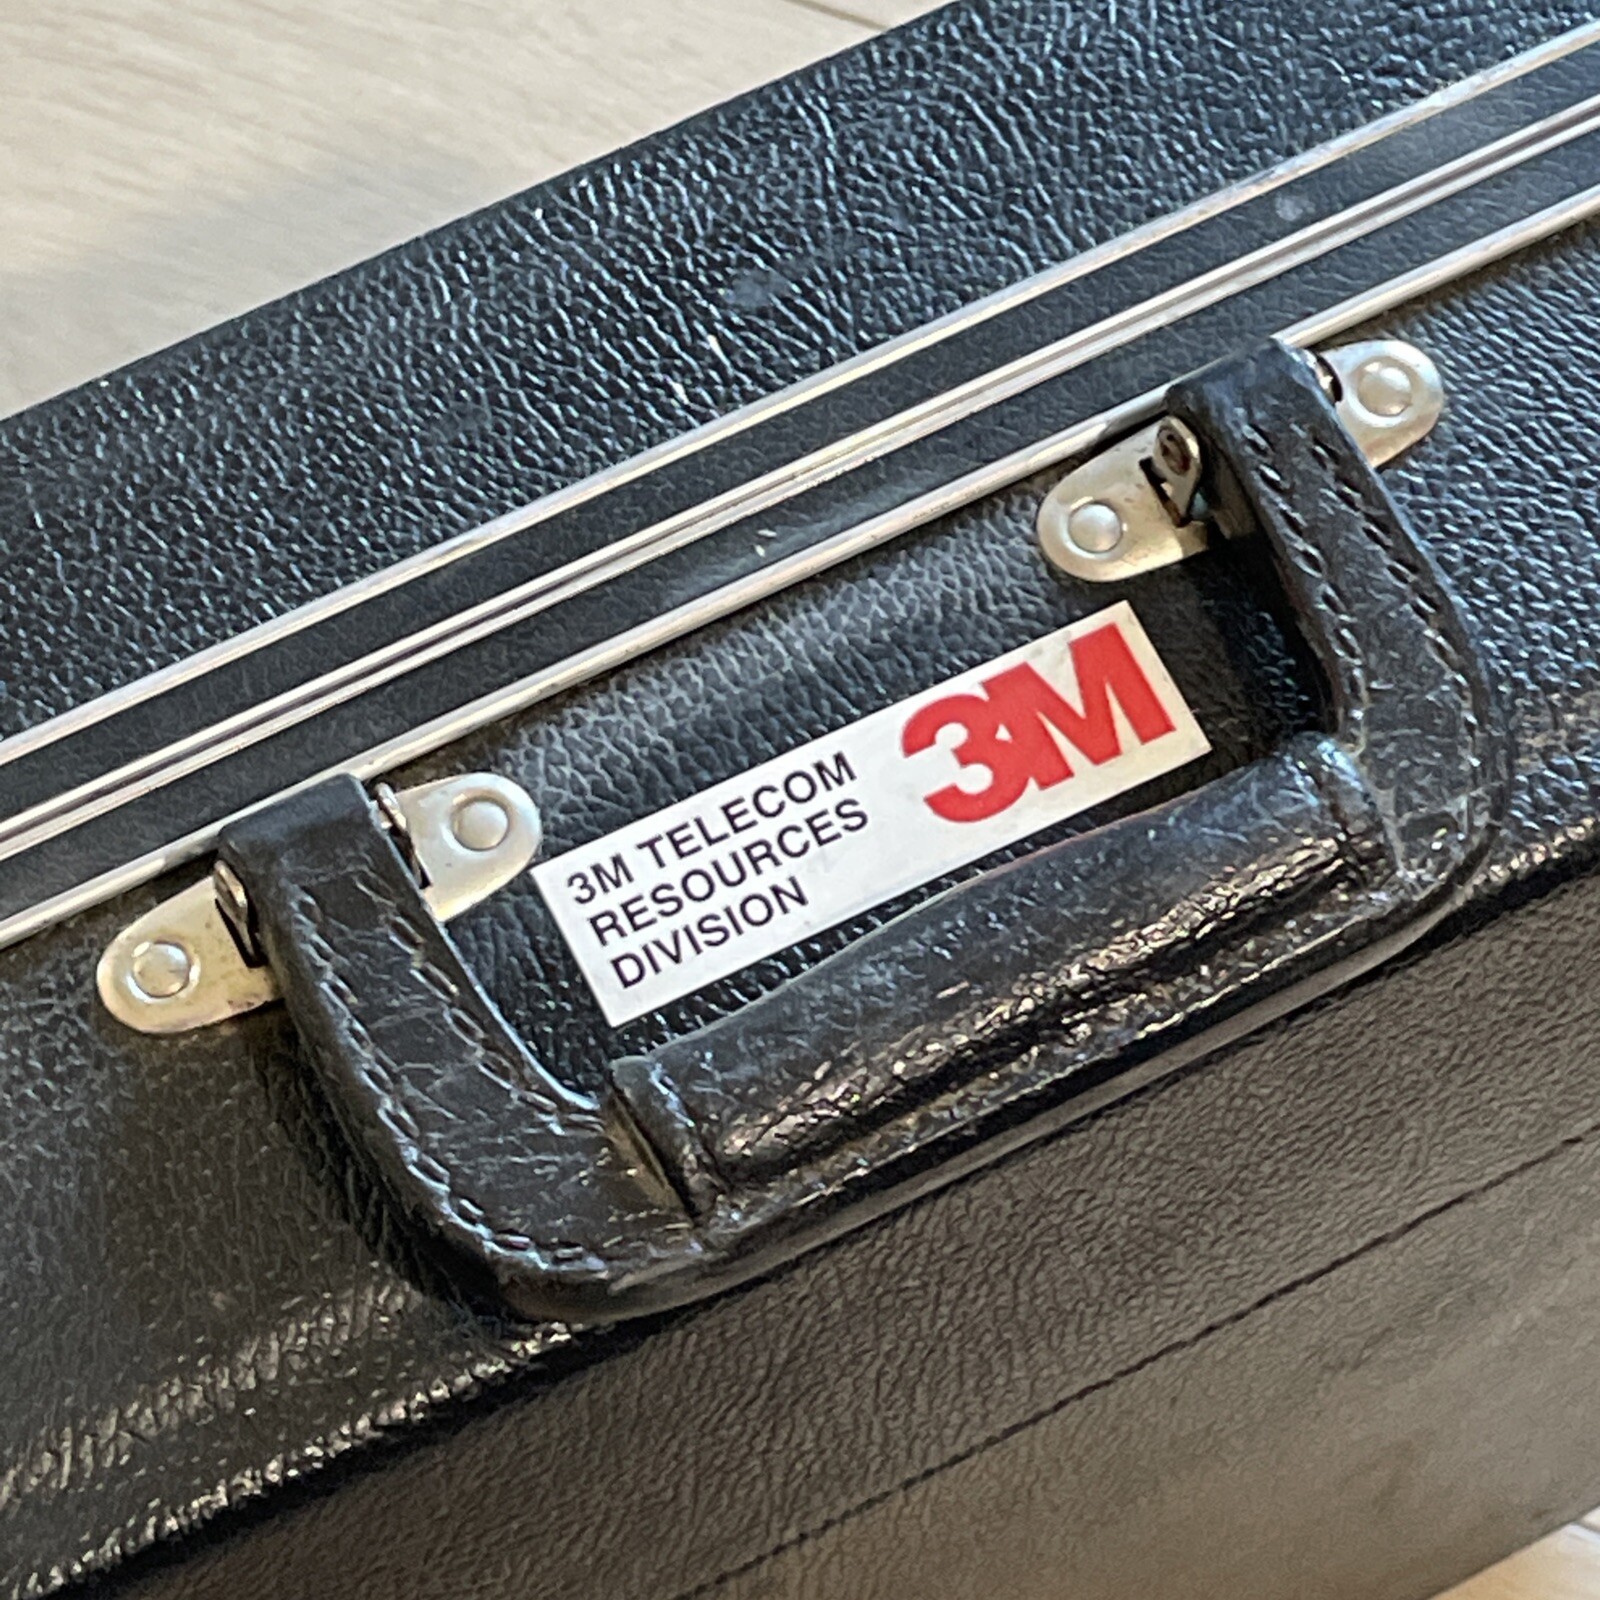 3M TELECOM
RESOURCES
DIVISION
3M